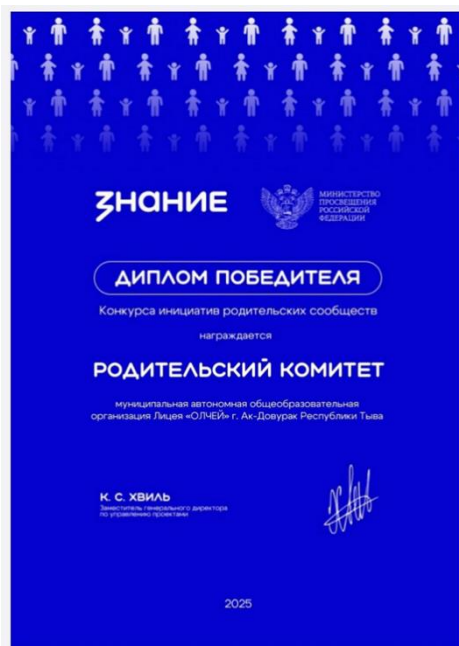 ЗНАНИЕ
МИНИСТЕРСТВО
ПРОСВЕЩЕНИЯ
РОССИЙСКОЙ
ФЕДЕРАЦИИ
ДИПЛОМ ПОБЕДИТЕЛЯ
Конкурса инициатив родительских сообществ
награждается
РОДИТЕЛЬСКИЙ КОМИТЕТ
муниципальная автономная общеобразовательная
организация Лицея «ОЛЧЕЙ» г. Ак-Довурак Республики Тыва
К. С. ХВИЛЬ
Заместитель генерального директора
по управлению проектами
2025